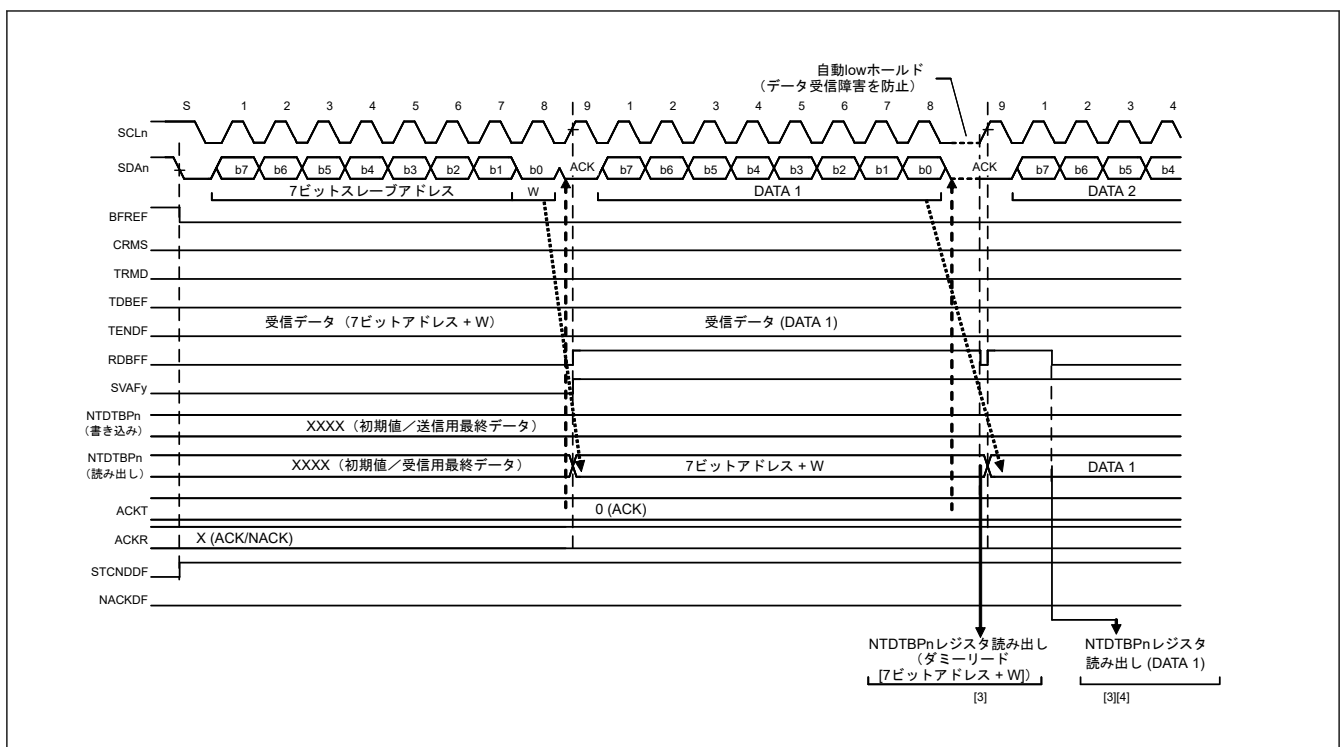 自動lowホールド
（データ受信障害を防止）
S 1 2 3 4 5 6 7 8 9 1 2 3 4 5 6 7 8 9 1 2 3 4
SCLn
SDAn b7 b6 b5 b4 b3 b2 b1 b0 ACK b7 b6 b5 b4 b3 b2 b1 b0 ACK b7 b6 b5 b4
7ビットスレーブアドレス W DATA 1 DATA 2
BFREF
CRMS
TRMD
TDBEF
受信データ（7ビットアドレス + W） 受信データ (DATA 1)
TENDF
RDBFF
SVAFy
NTDTBPn
（書き込み）
XXXX（初期値／送信用最終データ）
NTDTBPn
（読み出し）
XXXX（初期値／受信用最終データ） 7ビットアドレス + W DATA 1
ACKT 0 (ACK)
ACKR X (ACK/NACK)
STCNDDF
NACKDF
NTDTBPnレジスタ読み出し
（ダミーリード
[7ビットアドレス + W]）
[3]
NTDTBPnレジスタ
読み出し (DATA 1)
[3][4]